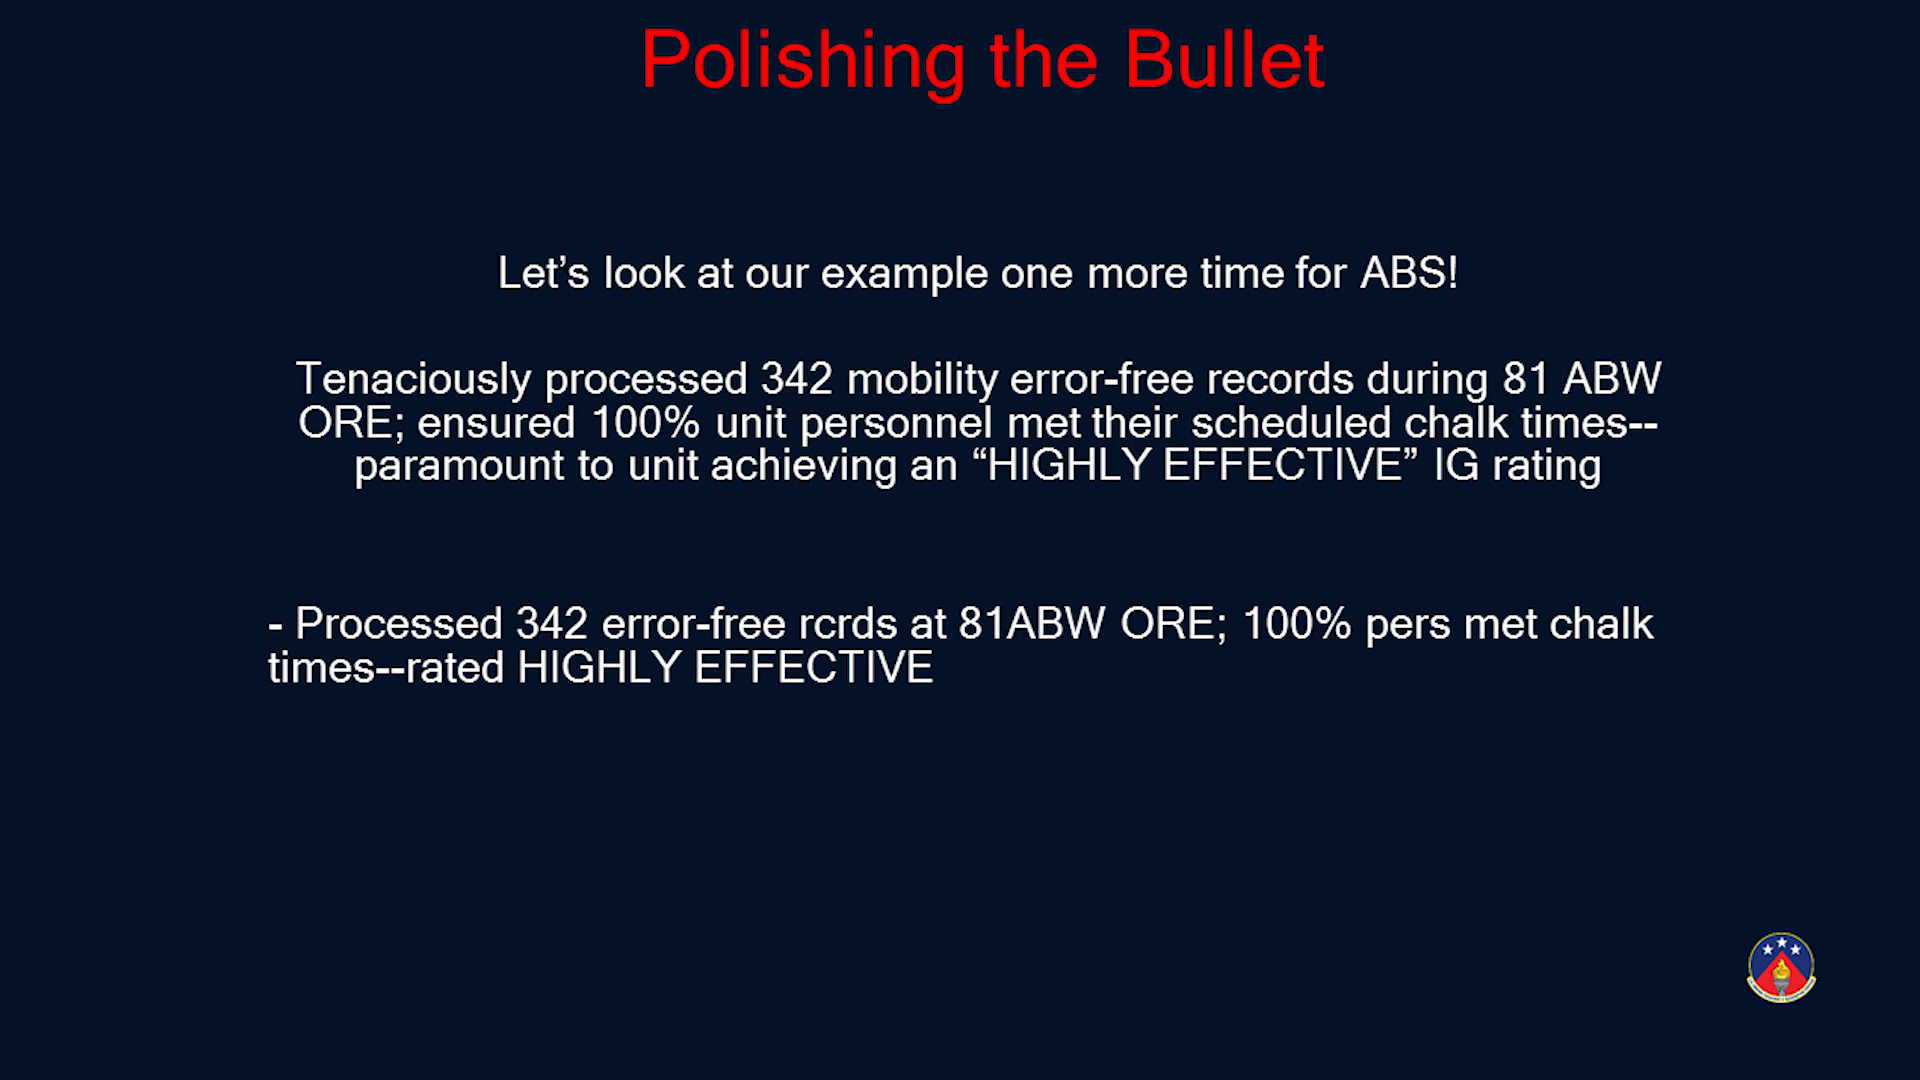 Polishing the Bullet
Let’s look at our example one more time for ABS!
Tenaciously processed 342 mobility error-free records during 81 ABW
ORE; ensured 100% unit personnel met their scheduled chalk times--
paramount to unit achieving an “HIGHLY EFFECTIVE” IG rating
- Processed 342 error-free rcrds at 81ABW ORE; 100% pers met chalk
times--rated HIGHLY EFFECTIVE